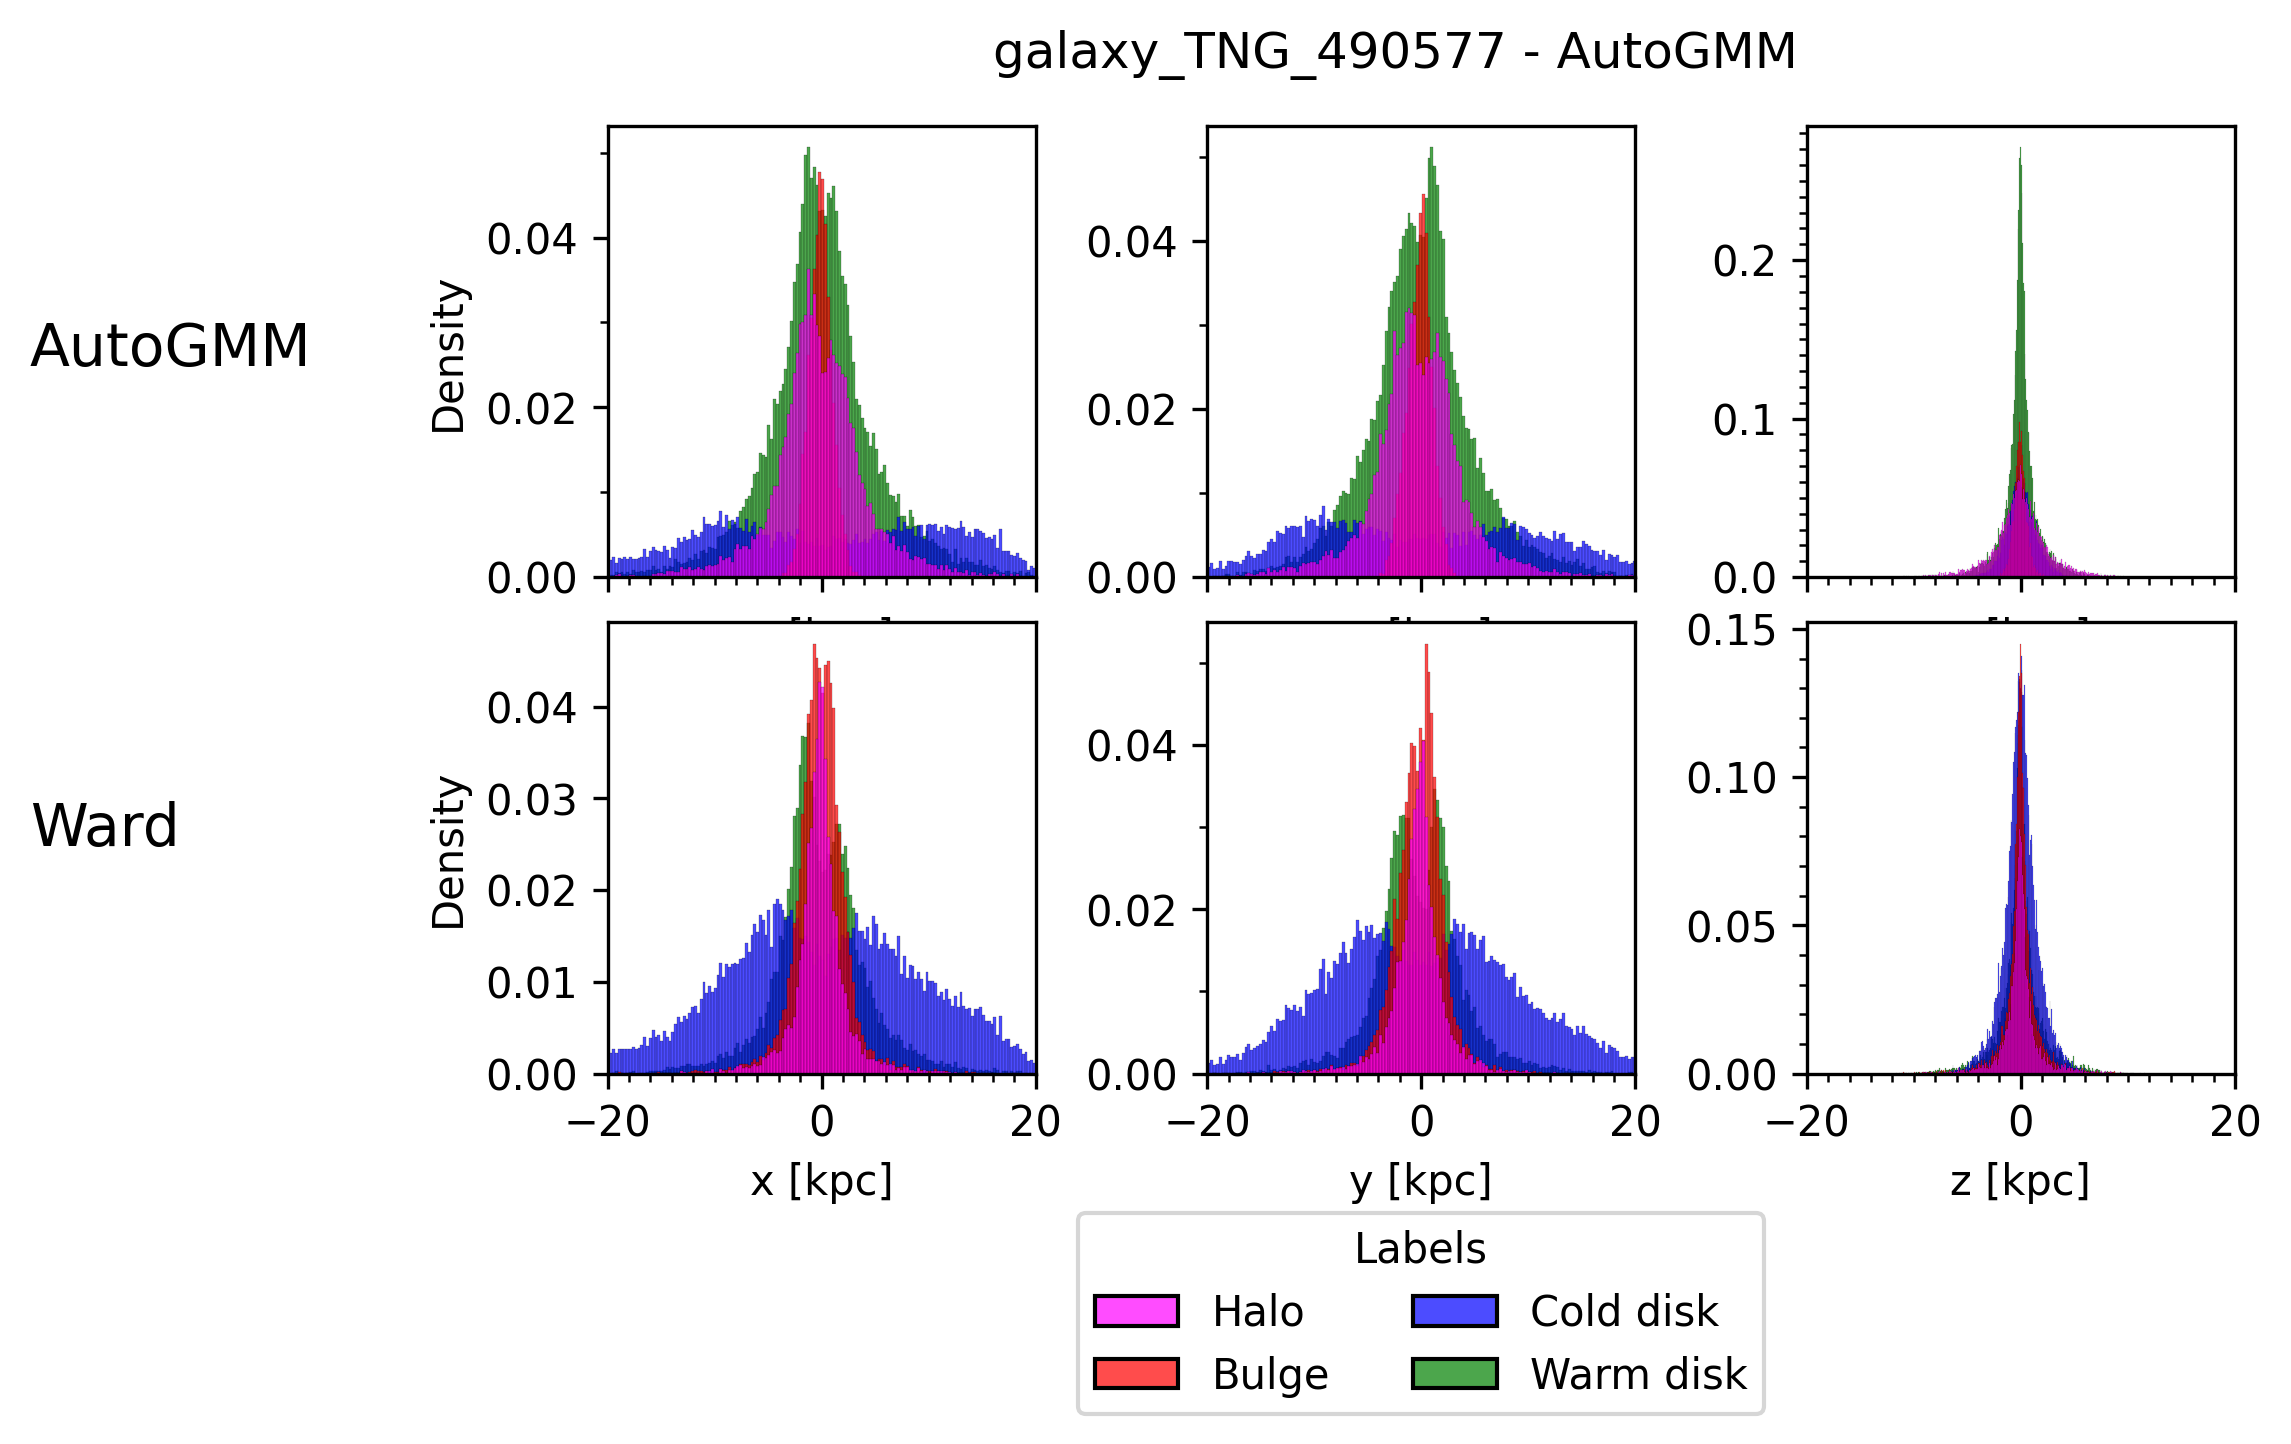 galaxy_TNG_490577 - AutoGMM
AutoGMM
Density
0.04
0.02
0.00
0.04
0.02
0.00
0.2
0.1
0.0
Ward
Density
0.04
0.03
0.02
0.01
0.00
−20 0 20
x [kpc]
0.04
0.02
0.00
−20 0 20
y [kpc]
0.15
0.10
0.05
0.00
−20 0 20
z [kpc]
Labels
Halo
Bulge
Cold disk
Warm disk